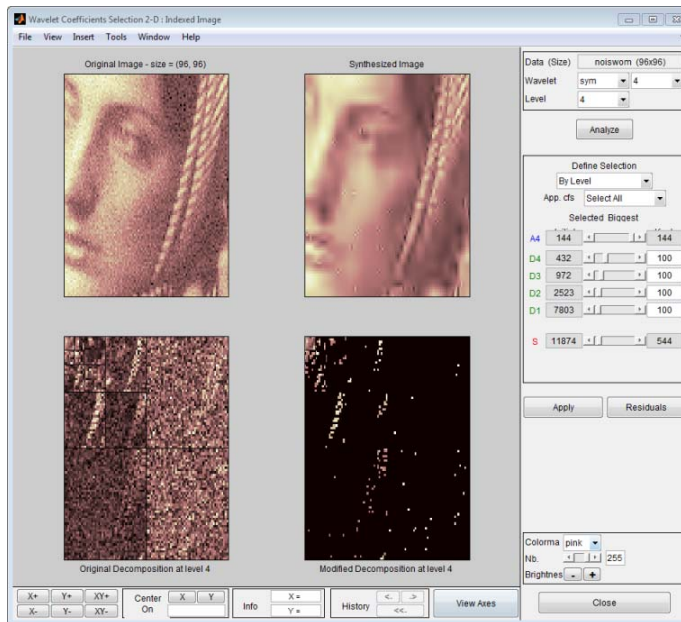 Wavelet Coefficients Selection 2-D : Indexed Image
File View Insert Tools Window Help
Original Image - size = (96, 96)
Synthesized Image
Original Decomposition at level 4
Modified Decomposition at level 4
Data (Size) noiswom (96x96)
Wavelet sym 4
Level 4
Analyze
Define Selection
By Level
App. cfs Select All
Selected Biggest
A4 144 144
D4 432 100
D3 972 100
D2 2523 100
D1 7803 100
S 11874 544
Apply Residuals
Colorma pink
Nb. 255
Brightnes - +
Close
X+ Y+ XY+
X- Y- XY-
Center On X Y
Info X = Y =
History <- -> <<-
View Axes